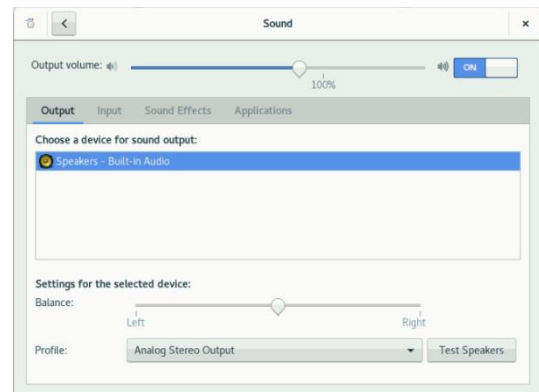 Sound
Output volume:
ON
100%
Output Input Sound Effects Applications
Choose a device for sound output:
Speakers - Built-in Audio
Settings for the selected device:
Balance:
Left Right
Profile: Analog Stereo Output Test Speakers